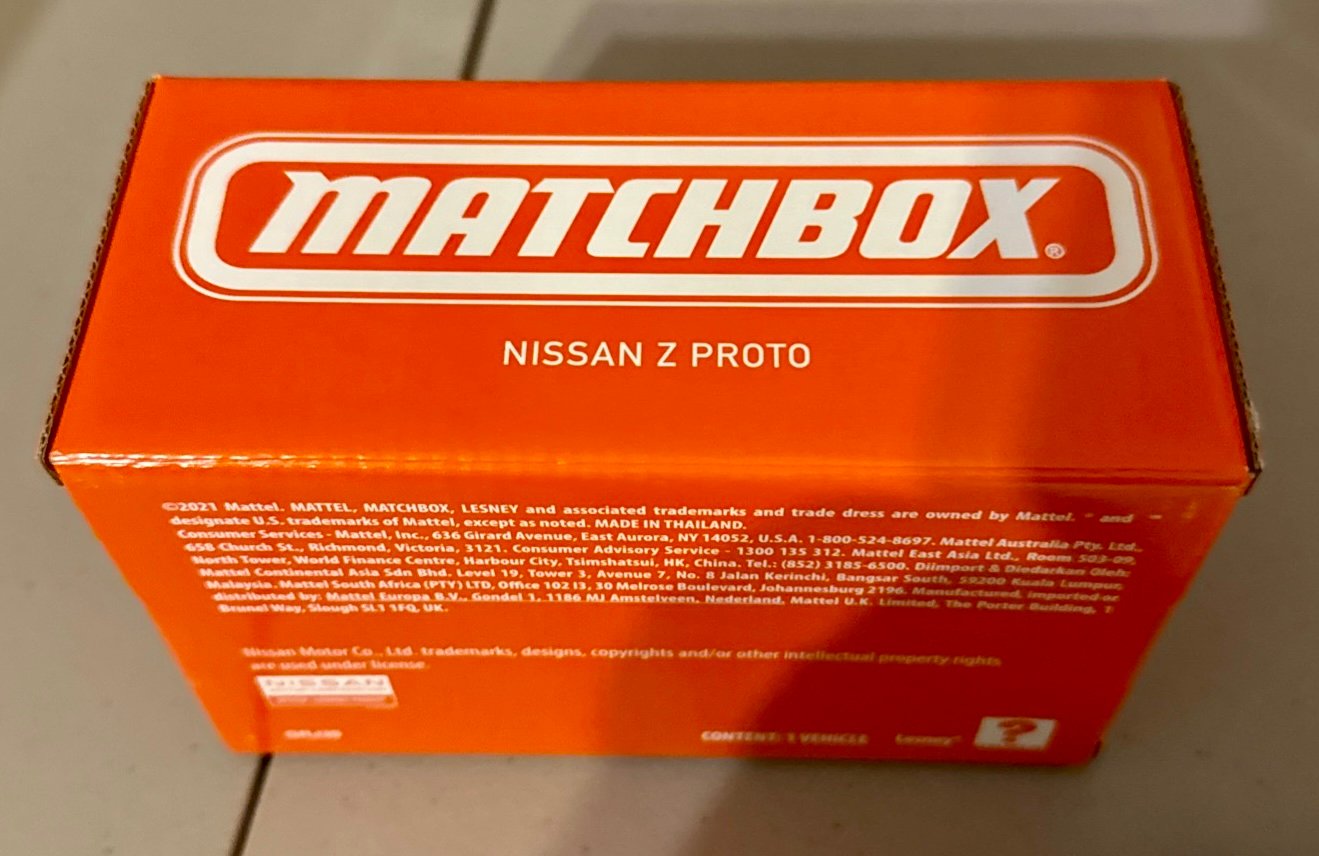 MATCHBOX®
NISSAN Z PROTO
©2021 Mattel. MATTEL, MATCHBOX, LESNEY and associated trademarks and trade dress are owned by Mattel. ® and ™
designate U.S. trademarks of Mattel, except as noted. MADE IN THAILAND.
Consumer Services - Mattel, Inc., 636 Girard Avenue, East Aurora, NY 14052, U.S.A. 1-800-524-8697. Mattel Australia Pty. Ltd.,
658 Church St., Richmond, Victoria, 3121. Consumer Advisory Service - 1300 135 312. Mattel East Asia Ltd., Room 503-09,
North Tower, World Finance Centre, Harbour City, Tsimshatsui, HK, China. Tel.: (852) 3185-6500. Diimport & Diedarkan Oleh:
Mattel Continental Asia Sdn Bhd. Level 19, Tower 3, Avenue 7, No. 8 Jalan Kerinchi, Bangsar South, 59200 Kuala Lumpur,
Malaysia. Mattel South Africa (PTY) LTD, Office 102 I3, 30 Melrose Boulevard, Johannesburg 2196. Manufactured, imported or
distributed by: Mattel Europa B.V., Gondel 1, 1186 MJ Amstelveen, Nederland. Mattel U.K. Limited, The Porter Building, 1
Brunel Way, Slough SL1 1FQ, UK.
Nissan Motor Co., Ltd. trademarks, designs, copyrights and/or other intellectual property rights
are used under license.
NISSAN
CONTENT: 1 VEHICLE Lesney® ?